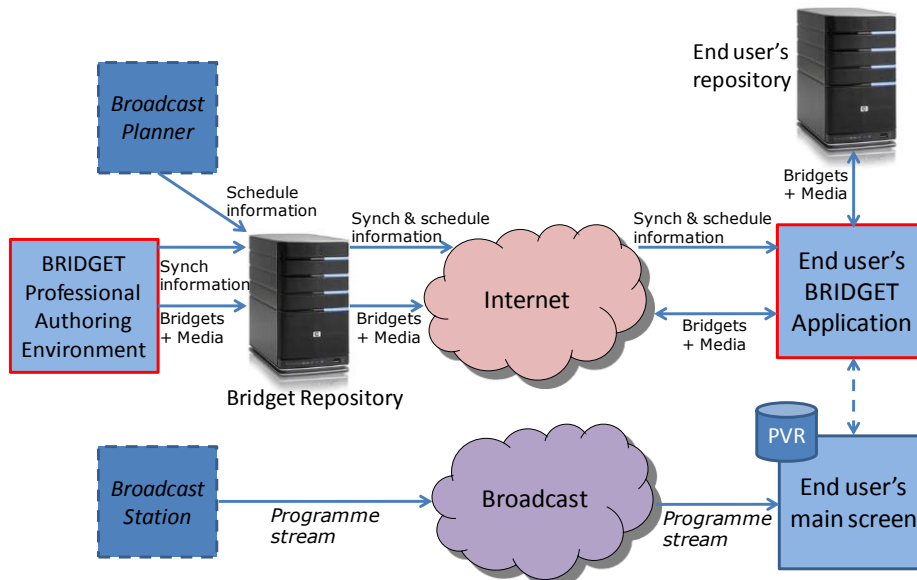 End user's
repository
Broadcast
Planner
Bridgets
+ Media
Schedule
information
Synch & schedule
information
Synch & schedule
information
BRIDGET
Professional
Authoring
Environment
Synch
information
Bridgets
+ Media
Bridgets
+ Media
Internet
Bridgets
+ Media
End user's
BRIDGET
Application
Bridget Repository
PVR
Broadcast
Station
Programme
stream
Broadcast
Programme
stream
End user's
main screen